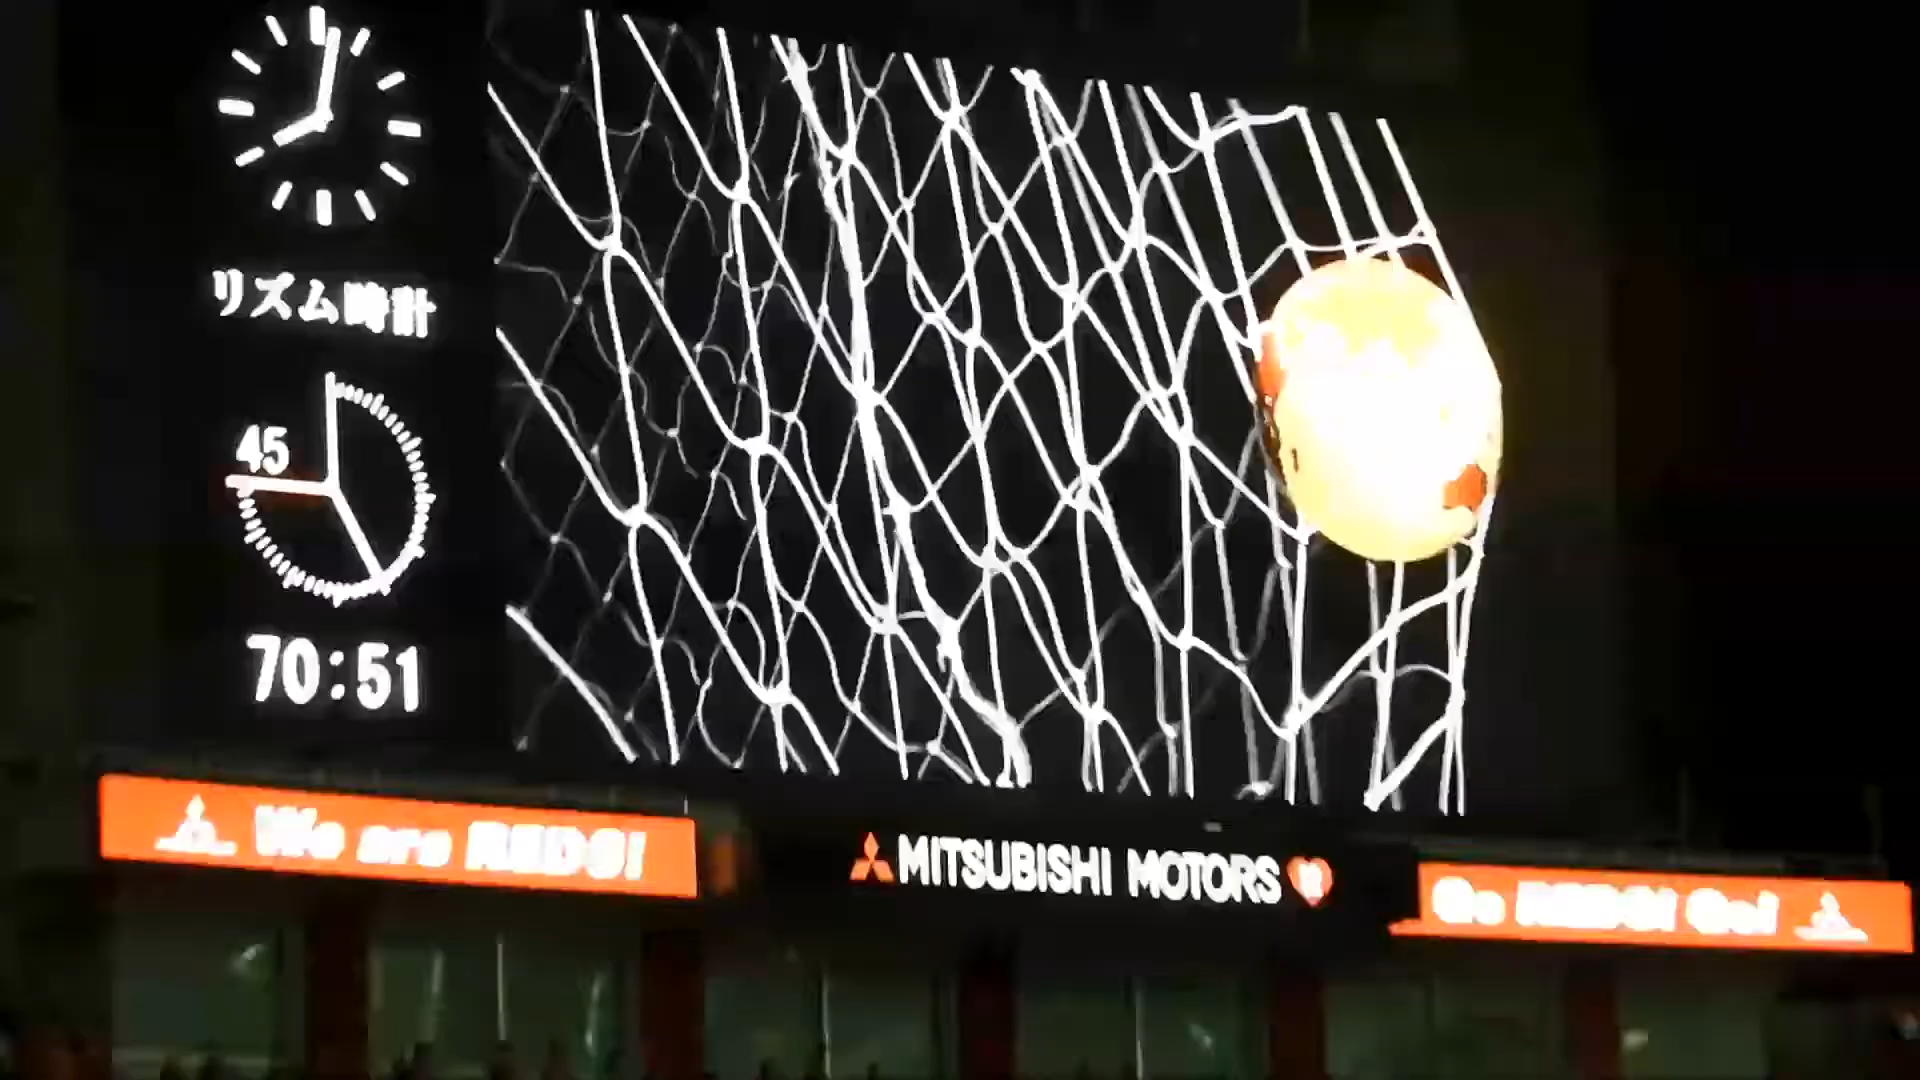 リズム時計
45
70:51
We are REDS!
MITSUBISHI MOTORS
Go REDS! Go!